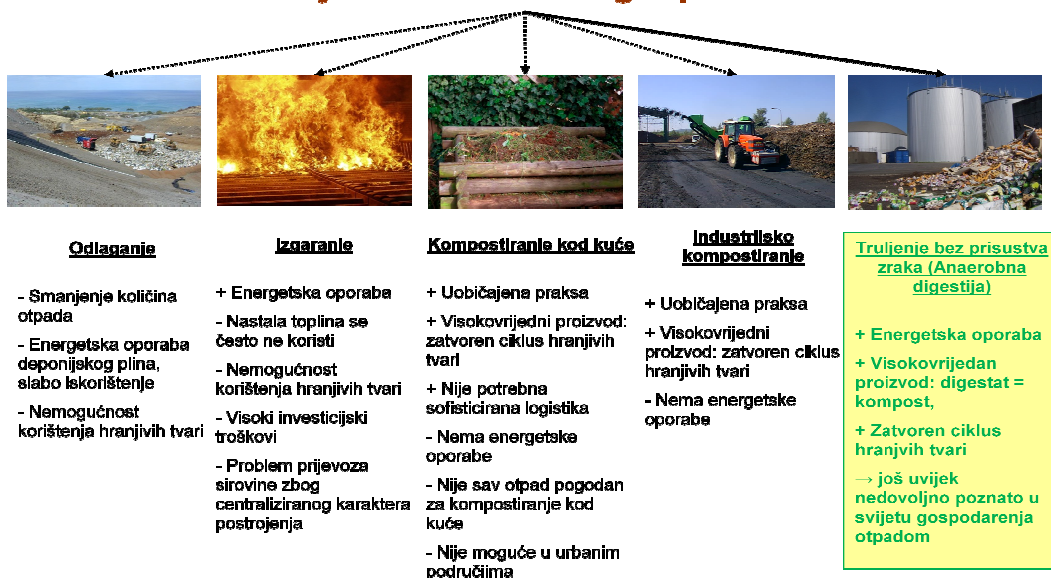 Odlaganje
- Smanjenje količina
otpada
- Energetska oporaba
deponijskog plina,
slabo iskorištenje
- Nemogućnost
korištenja hranjivih tvari
Izgaranje
+ Energetska oporaba
- Nastala toplina se
često ne koristi
- Nemogućnost
korištenja hranjivih tvari
- Visoki investicijski
troškovi
- Problem prijevoza
sirovine zbog
centraliziranog karaktera
postrojenja
Kompostiranje kod kuće
+ Uobičajena praksa
+ Visokovrijedni proizvod:
zatvoren ciklus hranjivih
tvari
+ Nije potrebna
sofisticirana logistika
- Nema energetske
oporabe
- Nije sav otpad pogodan
za kompostiranje kod
kuće
- Nije moguće u urbanim
područjima
Industrijsko
kompostiranje
+ Uobičajena praksa
+ Visokovrijedni
proizvod: zatvoren ciklus
hranjivih tvari
- Nema energetske
oporabe
Truljenje bez prisustva
zraka (Anaerobna
digestija)
+ Energetska oporaba
+ Visokovrijedan
proizvod: digestat =
kompost,
+ Zatvoren ciklus
hranjvih tvari
→ još uvijek
nedovoljno poznato u
svijetu gospodarenja
otpadom